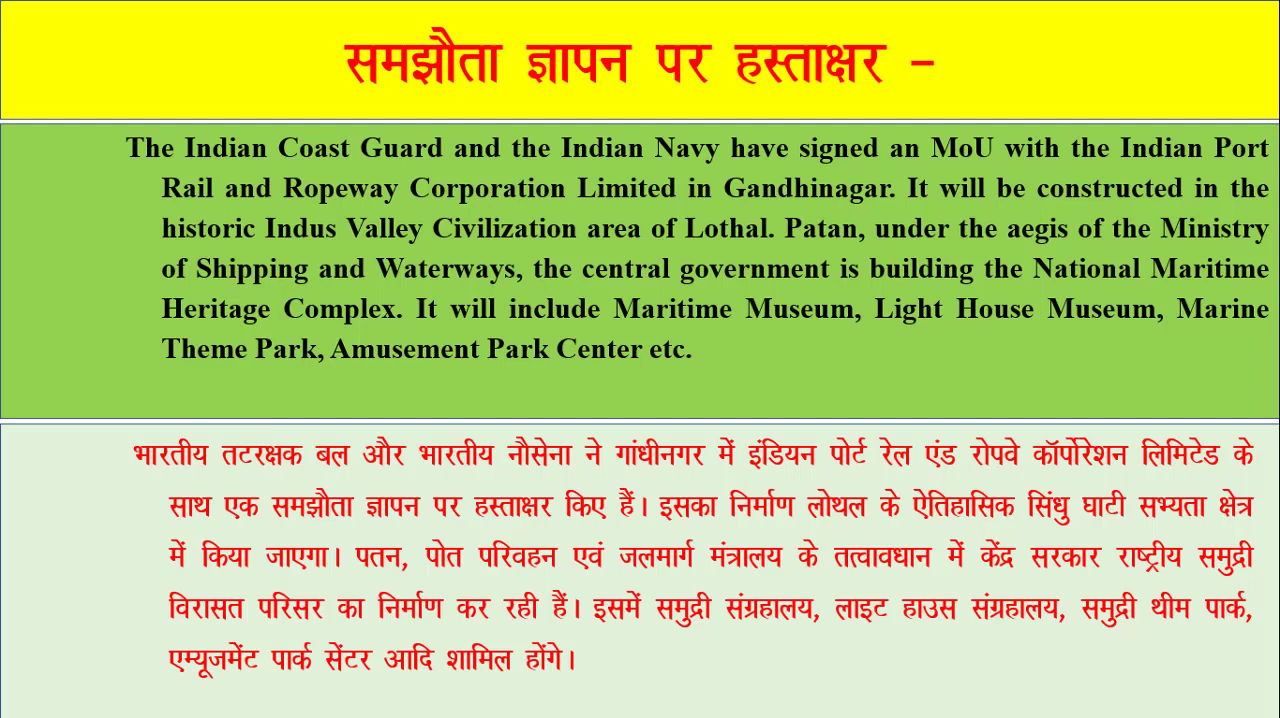 समझौता ज्ञापन पर हस्ताक्षर –
The Indian Coast Guard and the Indian Navy have signed an MoU with the Indian Port
Rail and Ropeway Corporation Limited in Gandhinagar. It will be constructed in the
historic Indus Valley Civilization area of Lothal. Patan, under the aegis of the Ministry
of Shipping and Waterways, the central government is building the National Maritime
Heritage Complex. It will include Maritime Museum, Light House Museum, Marine
Theme Park, Amusement Park Center etc.
भारतीय तटरक्षक बल और भारतीय नौसेना ने गांधीनगर में इंडियन पोर्ट रेल एंड रोपवे कॉर्पोरेशन लिमिटेड के
साथ एक समझौता ज्ञापन पर हस्ताक्षर किए हैं। इसका निर्माण लोथल के ऐतिहासिक सिंधु घाटी सभ्यता क्षेत्र
में किया जाएगा। पतन, पोत परिवहन एवं जलमार्ग मंत्रालय के तत्वावधान में केंद्र सरकार राष्ट्रीय समुद्री
विरासत परिसर का निर्माण कर रही हैं। इसमें समुद्री संग्रहालय, लाइट हाउस संग्रहालय, समुद्री थीम पार्क,
एम्यूजमेंट पार्क सेंटर आदि शामिल होंगे।